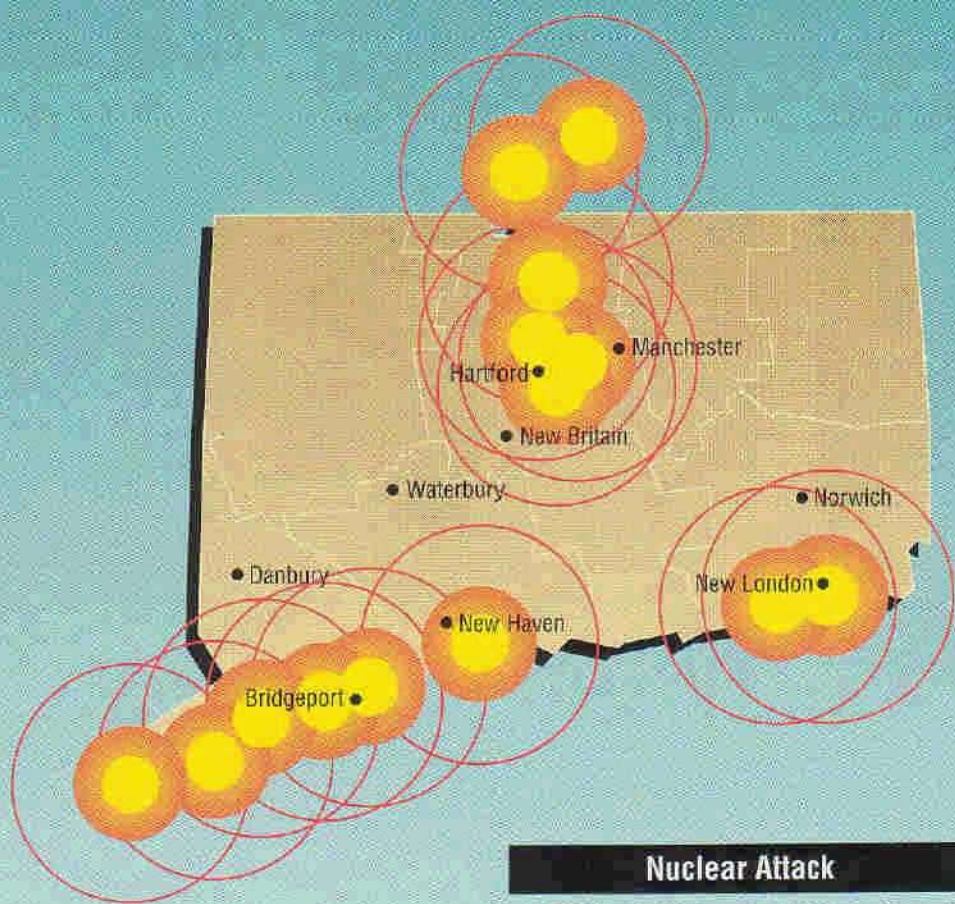 Manchester
Hartford
New Britain
Waterbury
Norwich
Danbury
New London
New Haven
Bridgeport
Nuclear Attack